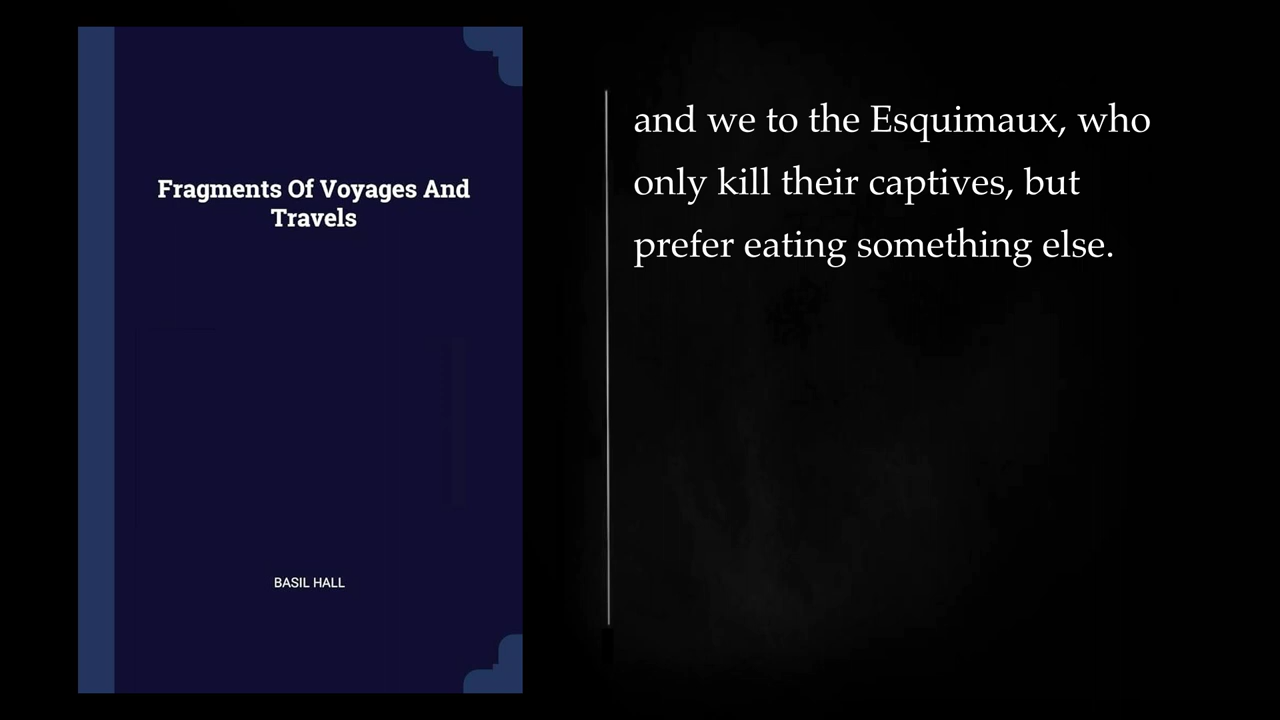 Fragments Of Voyages And
Travels
BASIL HALL
and we to the Esquimaux, who
only kill their captives, but
prefer eating something else.